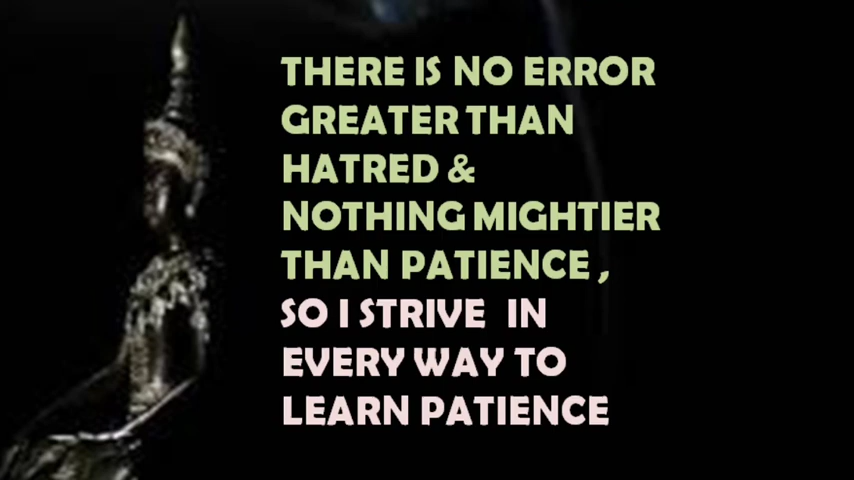 THERE IS NO ERROR
GREATER THAN
HATRED &
NOTHING MIGHTIER
THAN PATIENCE ,
SO I STRIVE IN
EVERY WAY TO
LEARN PATIENCE